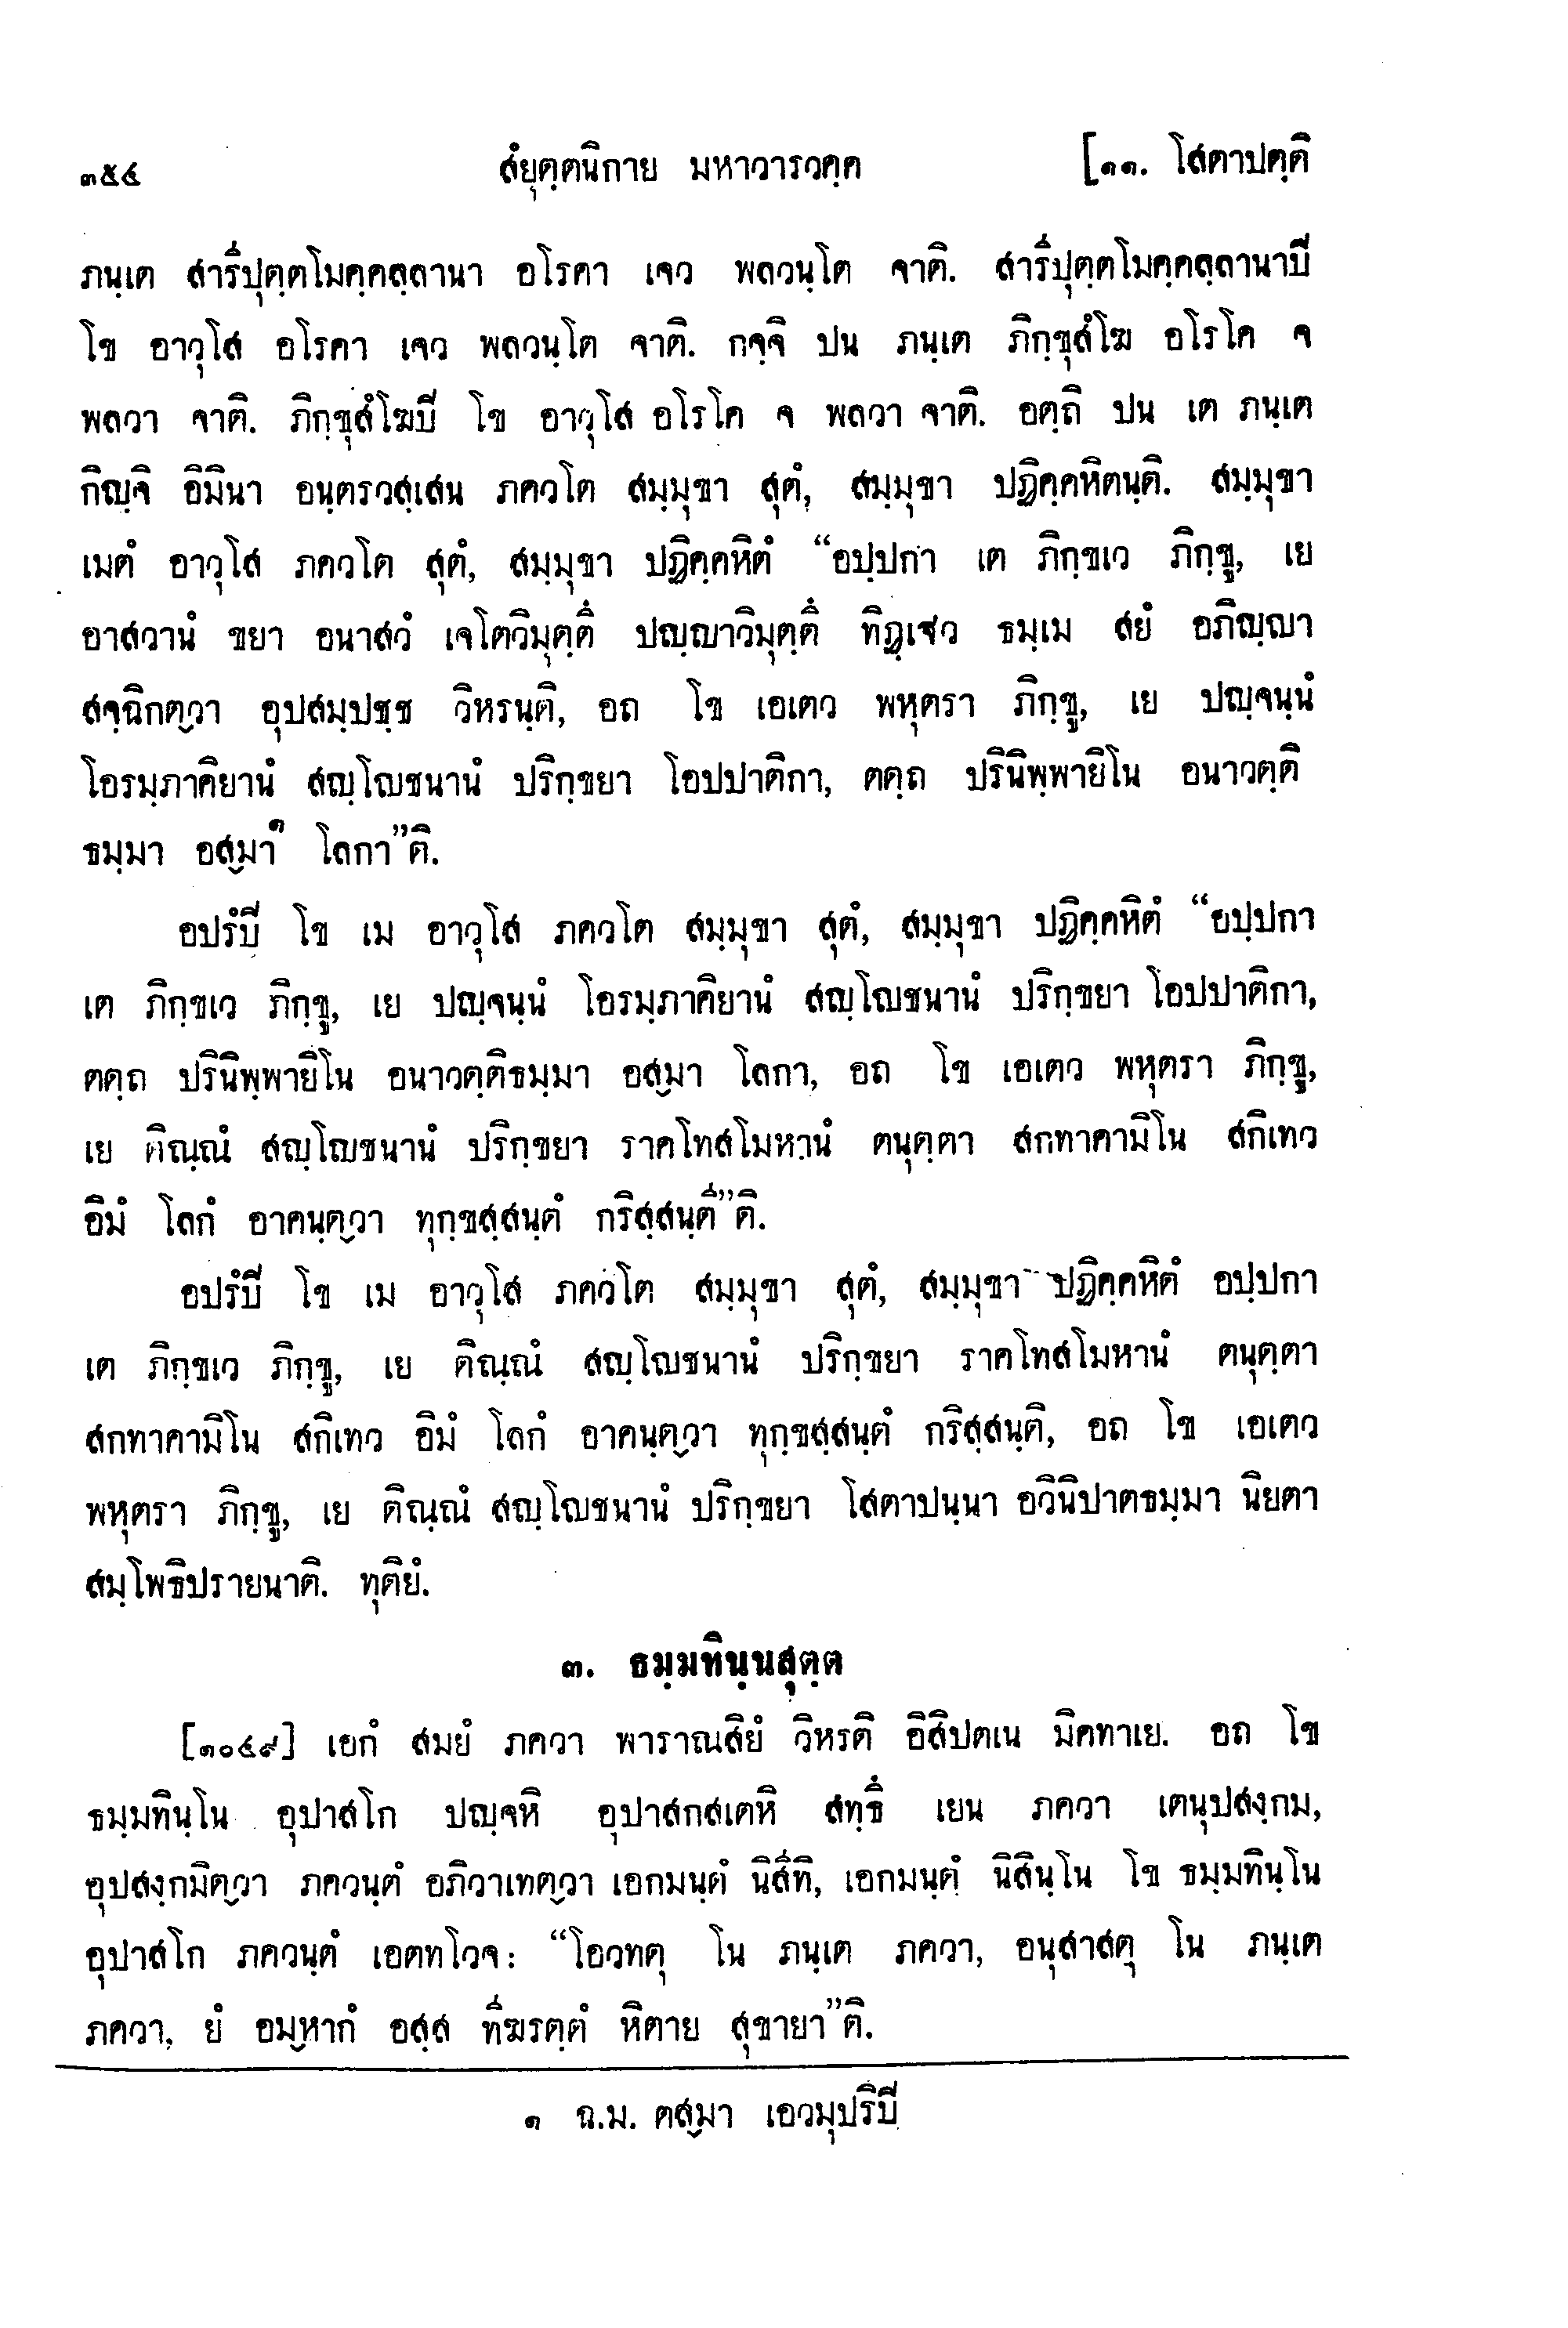 ๓๕๔ สํยุตฺตนิกาย มหาวารวคฺค [๑๑. โสตาปตฺติ
ภนฺเต สารีปุตฺตโมคฺคลฺลานา อโรคา เจว พลวนฺโต จาติ. สารีปุตฺตโมคฺคลฺลานาปิ
โข อาวุโส อโรคา เจว พลวนฺโต จาติ. กจฺจิ ปน ภนฺเต ภิกฺขุสํโฆ อโรโค จ
พลวา จาติ. ภิกฺขุสํโฆปิ โข อาวุโส อโรโค จ พลวา จาติ. อตฺถิ ปน เต ภนฺเต
กิญฺจิ อิมินา อนฺตรวสฺเสน ภควโต สมฺมุขา สุตํ, สมฺมุขา ปฏิคฺคหิตนฺติ. สมฺมุขา
เมตํ อาวุโส ภควโต สุตํ, สมฺมุขา ปฏิคฺคหิตํ “อปฺปกา เต ภิกฺขเว ภิกฺขู, เย
อาสวานํ ขยา อนาสวํ เจโตวิมุตฺตึ ปญฺญาวิมุตฺตึ ทิฏฺเฐว ธมฺเม สยํ อภิญฺญา
สจฺฉิกตฺวา อุปสมฺปชฺช วิหรนฺติ, อถ โข เอเตว พหุตรา ภิกฺขู, เย ปญฺจนฺนํ
โอรมฺภาคิยานํ สญฺโญชนานํ ปริกฺขยา โอปปาติกา, ตตฺถ ปรินิพฺพายิโน อนาวตฺติ
ธมฺมา อสฺมา๑ โลกา”ติ.
อปรํปิ โข เม อาวุโส ภควโต สมฺมุขา สุตํ, สมฺมุขา ปฏิคฺคหิตํ “อปฺปกา
เต ภิกฺขเว ภิกฺขู, เย ปญฺจนฺนํ โอรมฺภาคิยานํ สญฺโญชนานํ ปริกฺขยา โอปปาติกา,
ตตฺถ ปรินิพฺพายิโน อนาวตฺติธมฺมา อสฺมา โลกา, อถ โข เอเตว พหุตรา ภิกฺขู,
เย ติณฺณํ สญฺโญชนานํ ปริกฺขยา ราคโทสโมหานํ ตนุตฺตา สกทาคามิโน สกิเทว
อิมํ โลกํ อาคนฺตฺวา ทุกฺขสฺสนฺตํ กริสฺสนฺตี”ติ.
อปรํปิ โข เม อาวุโส ภควโต สมฺมุขา สุตํ, สมฺมุขา ปฏิคฺคหิตํ อปฺปกา
เต ภิกฺขเว ภิกฺขู, เย ติณฺณํ สญฺโญชนานํ ปริกฺขยา ราคโทสโมหานํ ตนุตฺตา
สกทาคามิโน สกิเทว อิมํ โลกํ อาคนฺตฺวา ทุกฺขสฺสนฺตํ กริสฺสนฺติ, อถ โข เอเตว
พหุตรา ภิกฺขู, เย ติณฺณํ สญฺโญชนานํ ปริกฺขยา โสตาปนฺนา อวินิปาตธมฺมา นิยตา
สมฺโพธิปรายนาติ. ทุติยํ.
๓. ธมฺมทินฺนสุตฺต
[๑๐๔๙] เอกํ สมยํ ภควา พาราณสิยํ วิหรติ อิสิปตเน มิคทาเย. อถ โข
ธมฺมทินฺโน อุปาสโก ปญฺจหิ อุปาสกสเตหิ สทฺธึ เยน ภควา เตนุปสงฺกมิ,
อุปสงฺกมิตฺวา ภควนฺตํ อภิวาเทตฺวา เอกมนฺตํ นิสีทิ, เอกมนฺตํ นิสินฺโน โข ธมฺมทินฺโน
อุปาสโก ภควนฺตํ เอตทโวจ: “โอวทตุ โน ภนฺเต ภควา, อนุสาสตุ โน ภนฺเต
ภควา, ยํ อมฺหากํ อสฺส ทีฆรตฺตํ หิตาย สุขายา”ติ.
๑ ฉ.ม. ตสฺมา เอวมุปริปิ